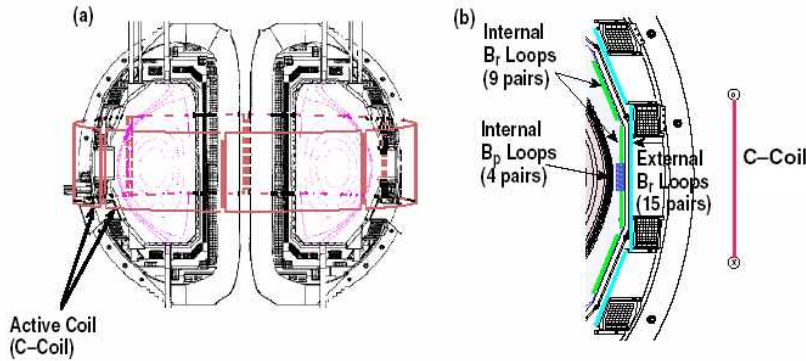 (a)
Active Coil
(C–Coil)
(b)
Internal
Br Loops
(9 pairs)
Internal
Bp Loops
(4 pairs)
External
Br Loops
(15 pairs)
C–Coil